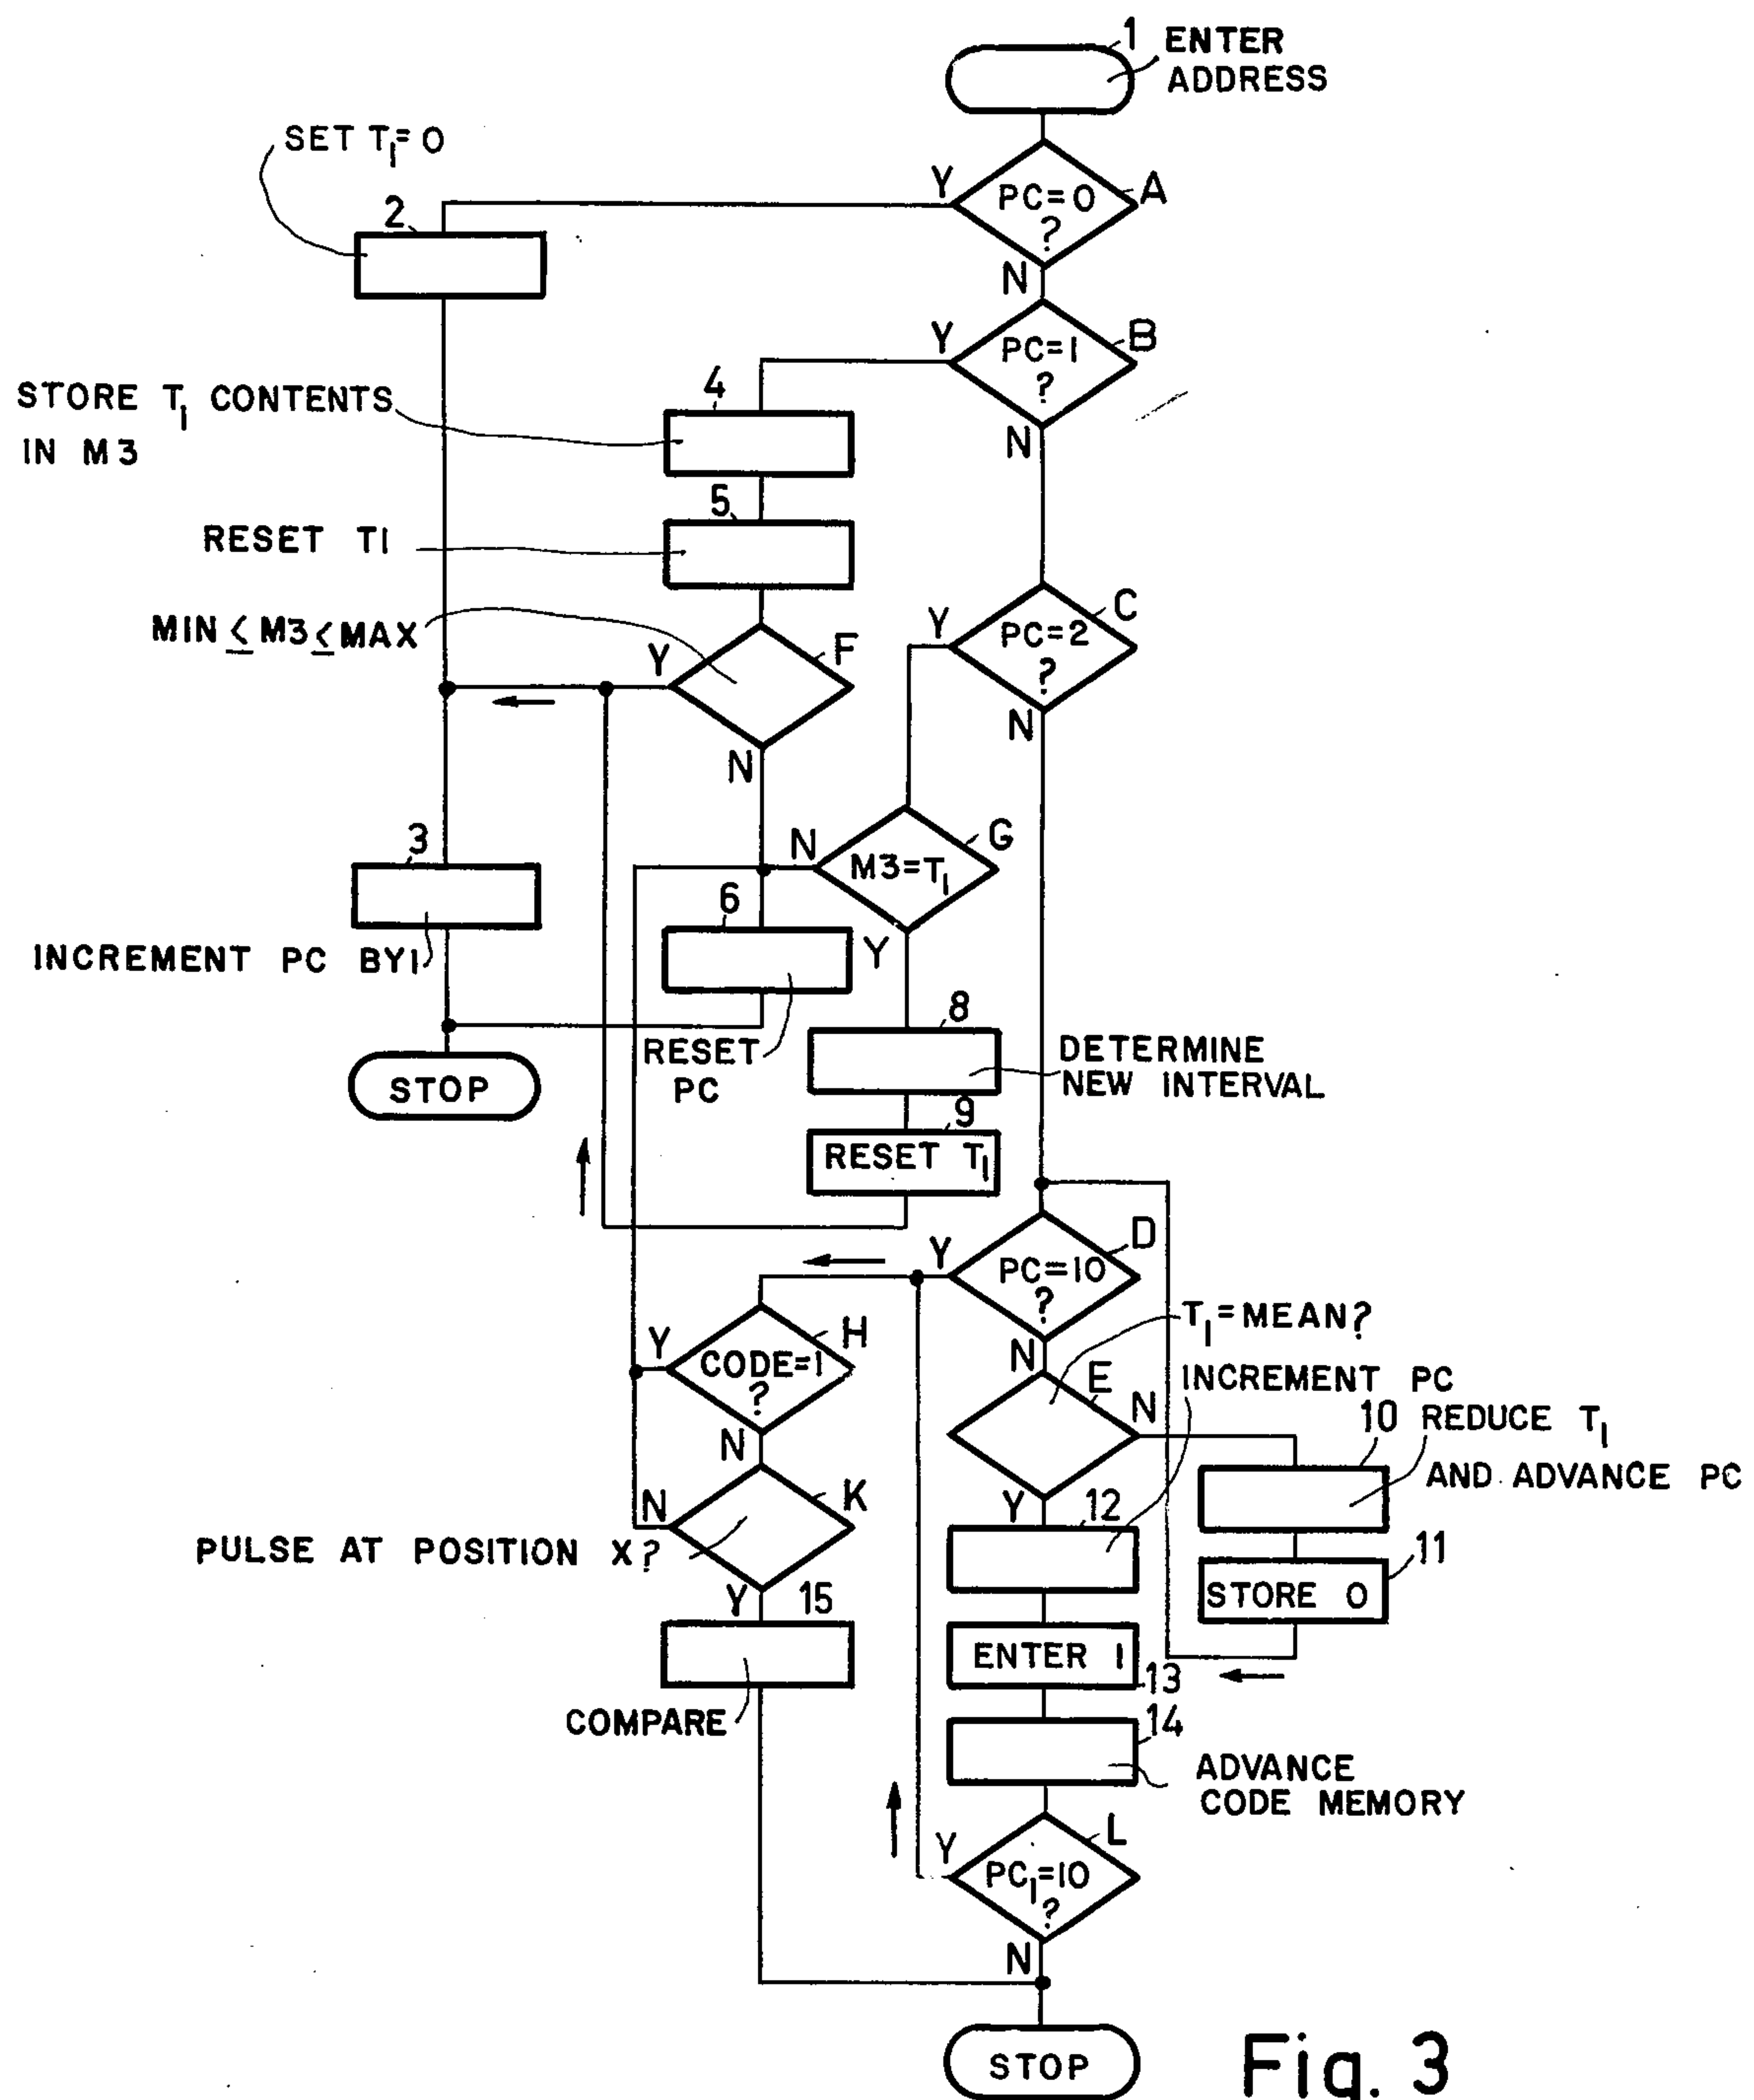 1 ENTER
ADDRESS
SET T1=0
Y
PC=0
?
A
2
N
Y
PC=1
?
B
STORE T1 CONTENTS
IN M3
4
N
5
RESET T1
MIN ≤ M3 ≤ MAX
Y
F
Y
PC=2
?
C
N
N
3
N
M3=T1
G
6
Y
INCREMENT PC BY1
8
RESET
PC
DETERMINE
NEW INTERVAL
STOP
9
RESET T1
Y
PC=10
?
D
T1=MEAN?
Y
CODE=1
?
H
N
E
INCREMENT PC
N
10 REDUCE T1
AND ADVANCE PC
N
N
K
Y
12
PULSE AT POSITION X?
11
STORE 0
Y
15
ENTER 1
13
COMPARE
14
ADVANCE
CODE MEMORY
Y
PC1=10
?
L
N
STOP
Fig. 3